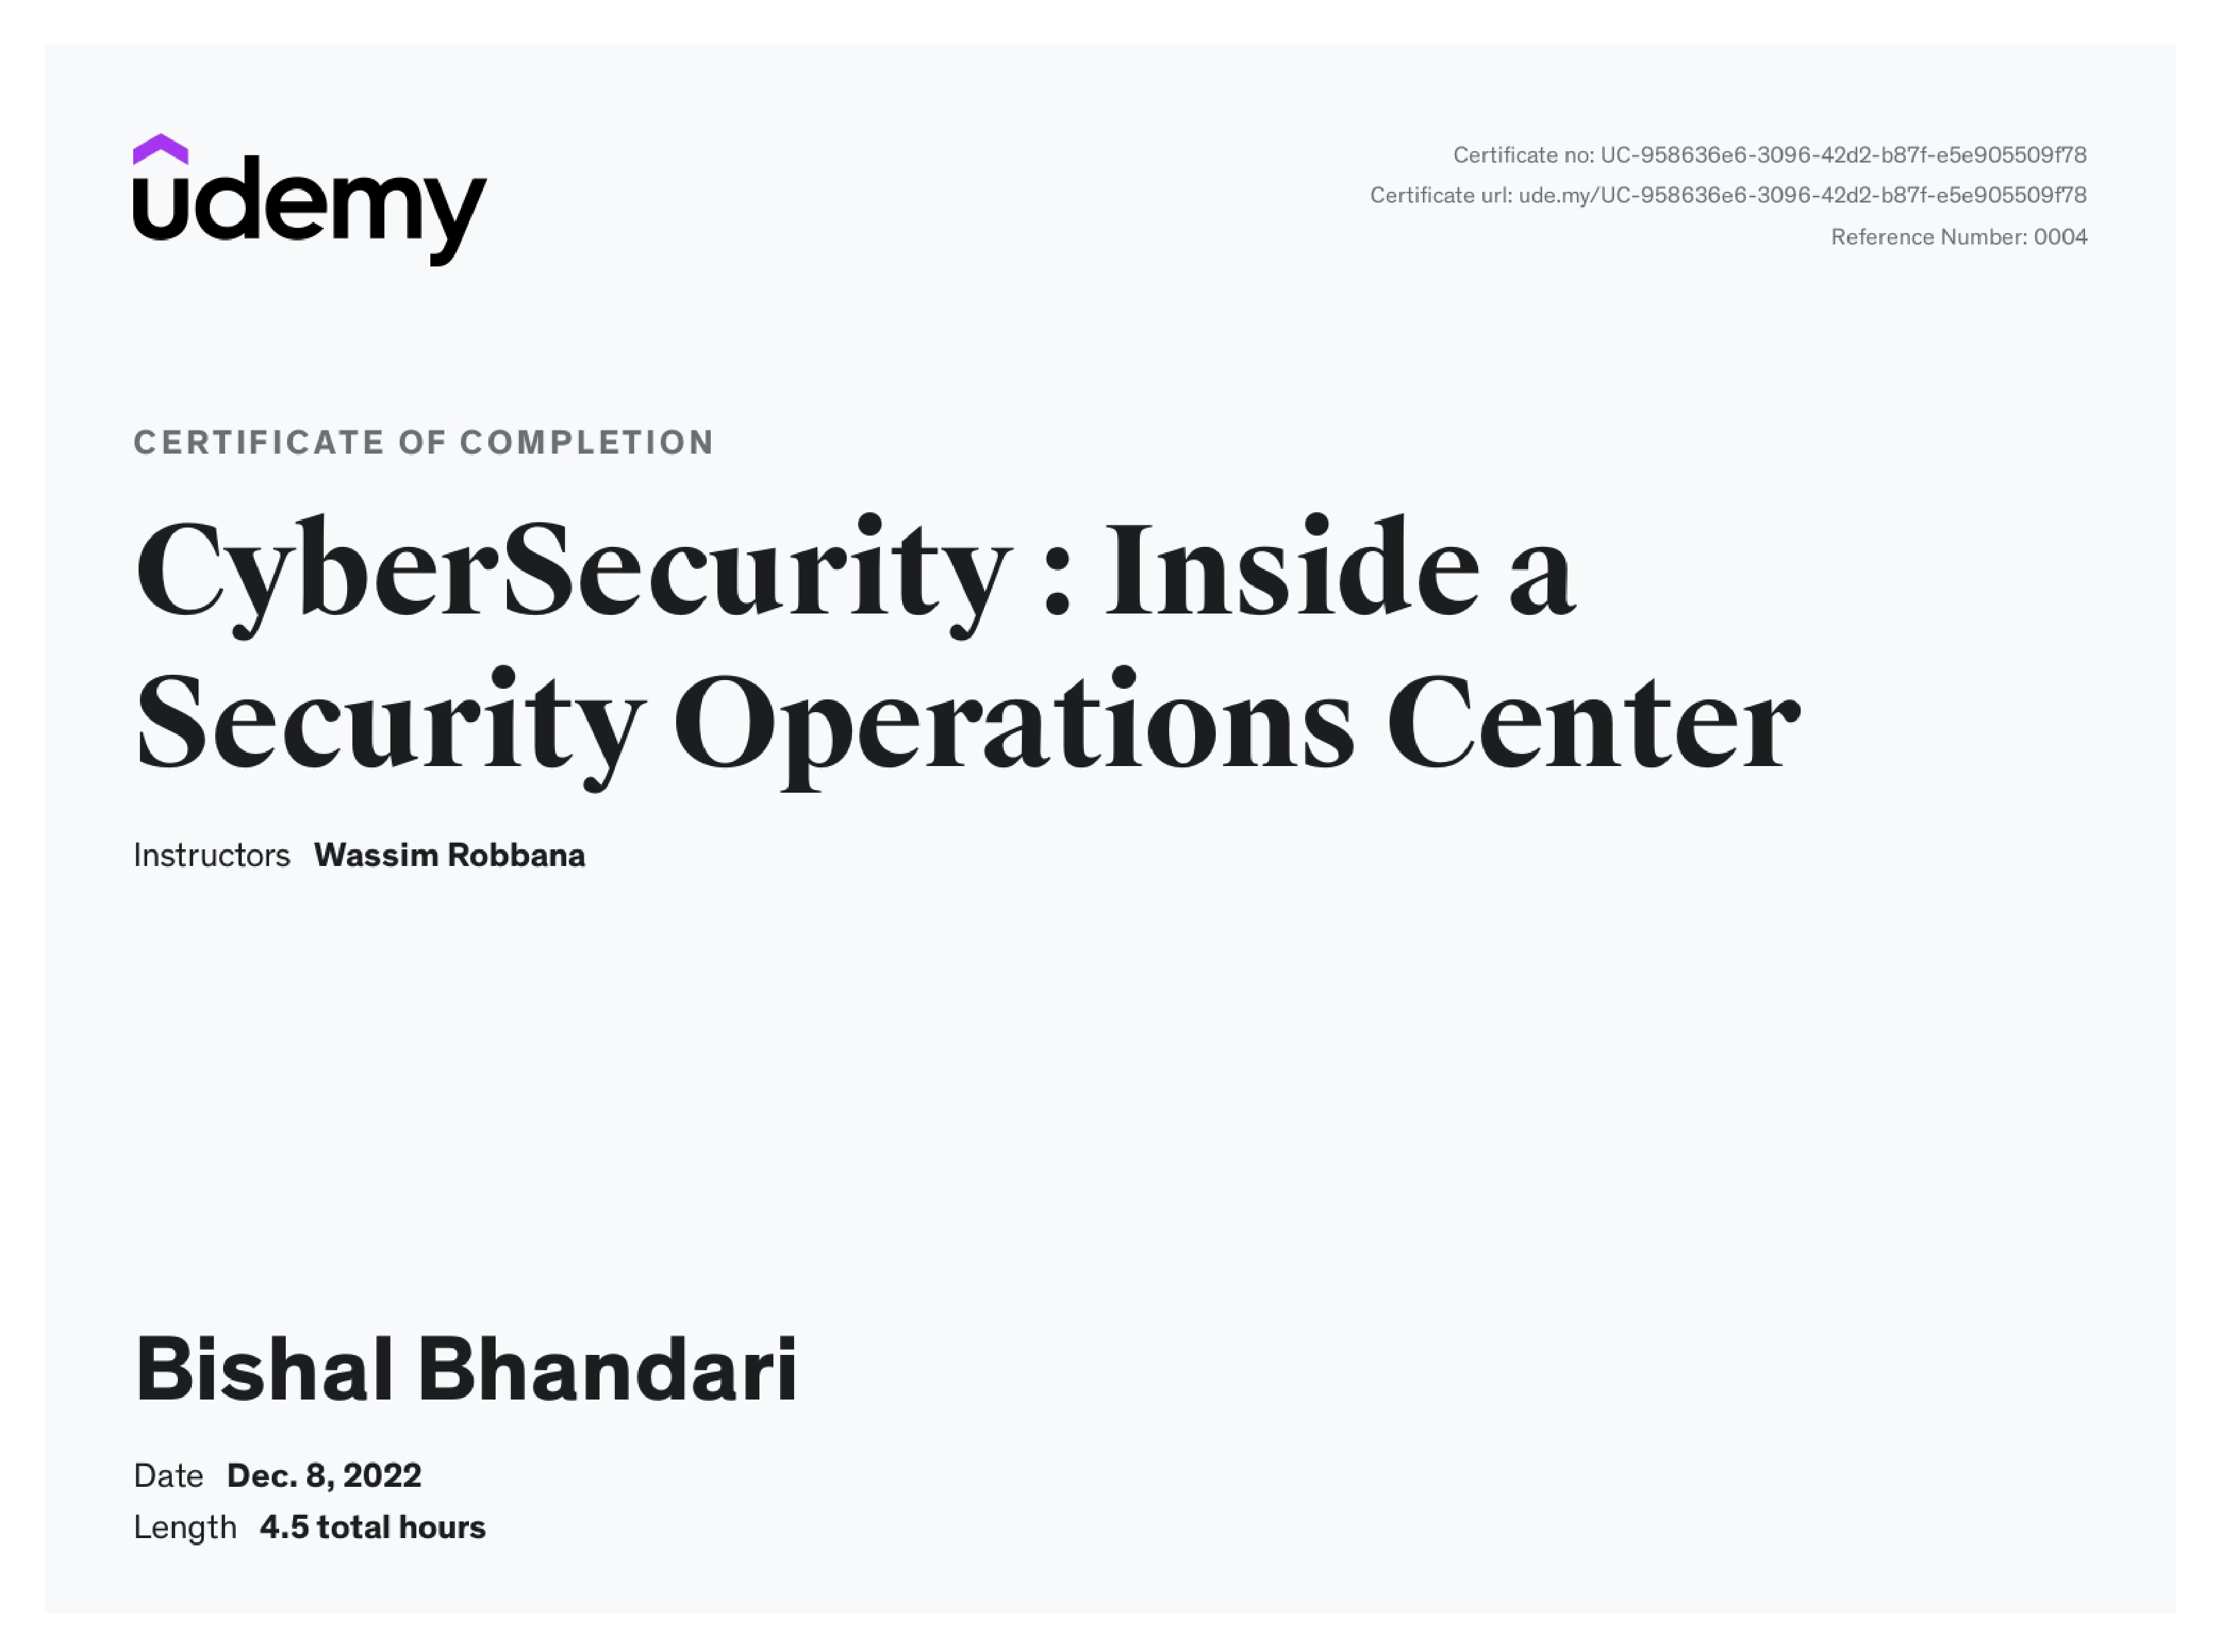 udemy
Certificate no: UC-958636e6-3096-42d2-b87f-e5e905509f78
Certificate url: ude.my/UC-958636e6-3096-42d2-b87f-e5e905509f78
Reference Number: 0004
CERTIFICATE OF COMPLETION
CyberSecurity : Inside a
Security Operations Center
Instructors Wassim Robbana
Bishal Bhandari
Date Dec. 8, 2022
Length 4.5 total hours